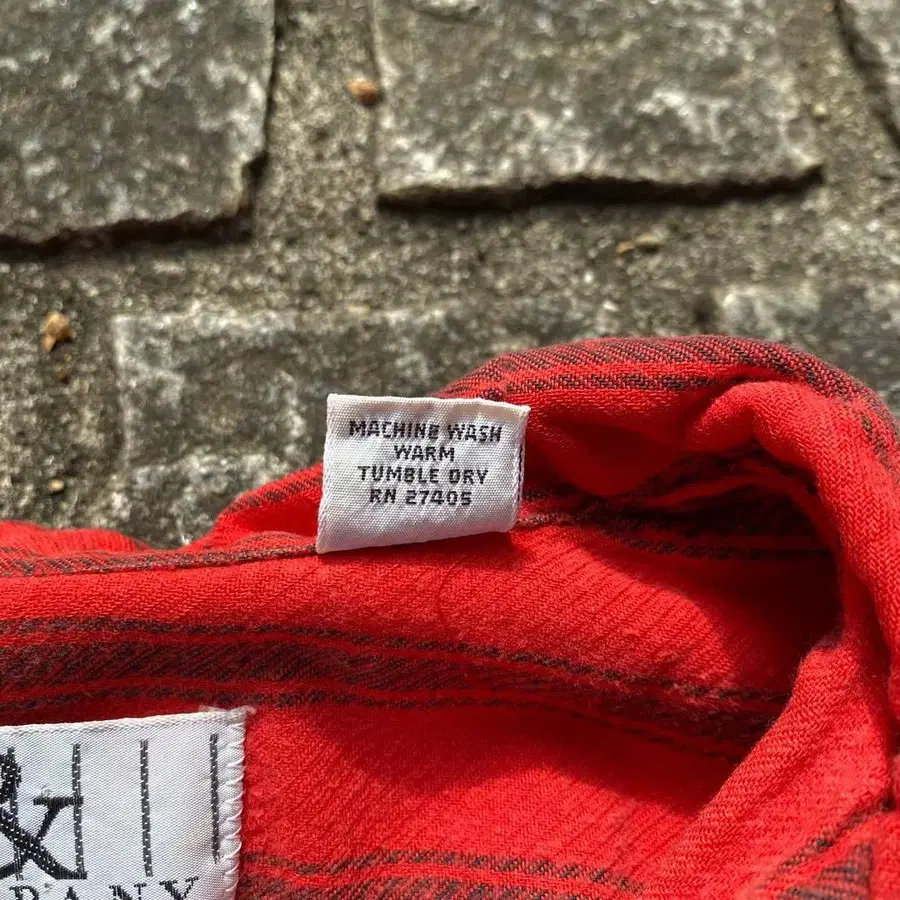 MACHINE WASH
WARM
TUMBLE DRY
RN 27405
&